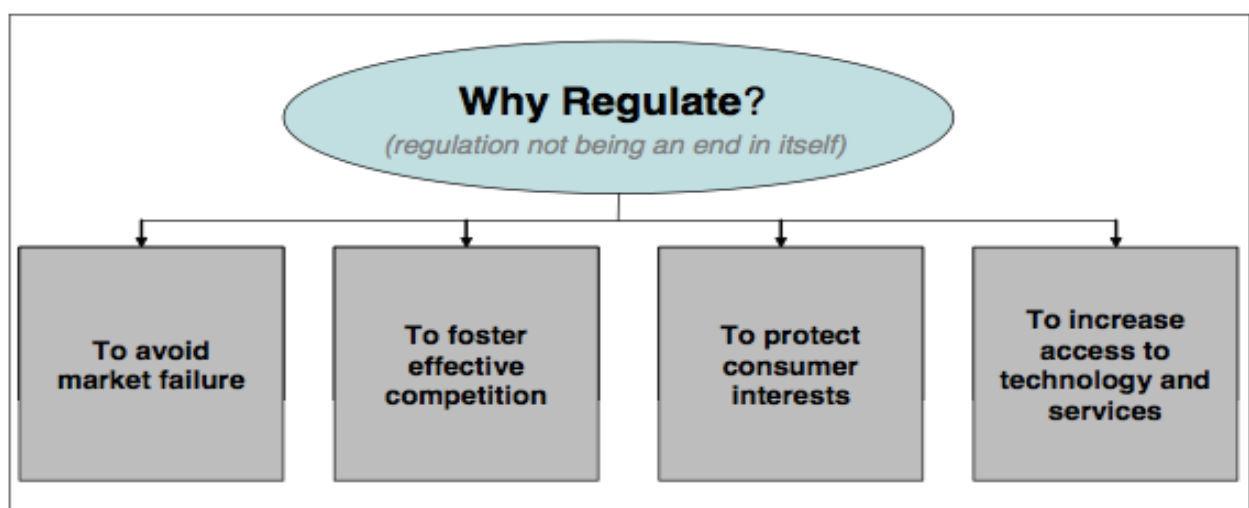 Why Regulate?
(regulation not being an end in itself)
To avoid
market failure
To foster
effective
competition
To protect
consumer
interests
To increase
access to
technology and
services